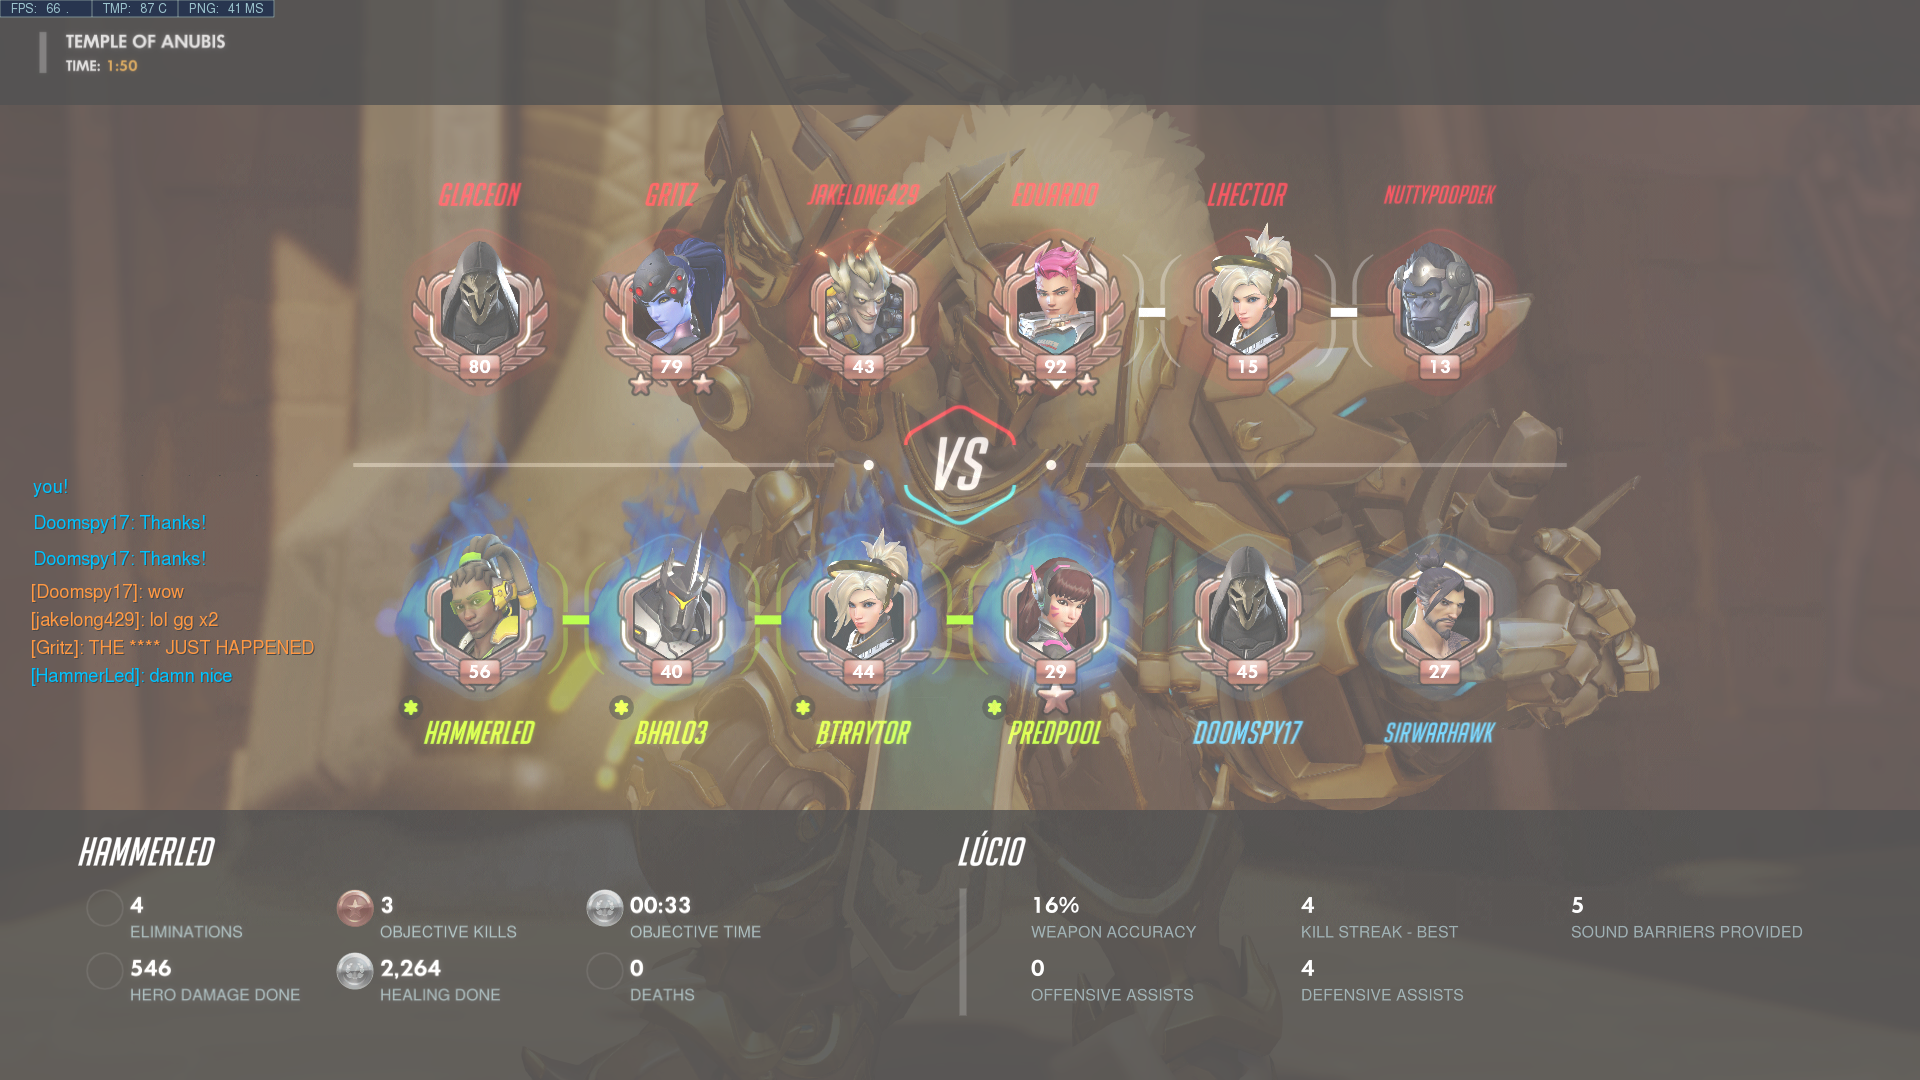 FPS: 66 . TMP: 87 C PNG: 41 MS
TEMPLE OF ANUBIS
TIME: 1:50
GLACEON GRITZ JAKELONG429 EDUARDO LHECTOR NUTTYPOOPDEK
80 79 43 92 15 13
VS
you!
Doomspy17: Thanks!
Doomspy17: Thanks!
[Doomspy17]: wow
[jakelong429]: lol gg x2
[Gritz]: THE **** JUST HAPPENED
[HammerLed]: damn nice
56 40 44 29 45 27
HAMMERLED BHALO3 BTRAYTOR PREDPOOL DOOMSPY17 SIRWARHAWK
HAMMERLED
4 3 00:33
ELIMINATIONS OBJECTIVE KILLS OBJECTIVE TIME
546 2,264 0
HERO DAMAGE DONE HEALING DONE DEATHS
LÚCIO
16% 4 5
WEAPON ACCURACY KILL STREAK - BEST SOUND BARRIERS PROVIDED
0 4
OFFENSIVE ASSISTS DEFENSIVE ASSISTS